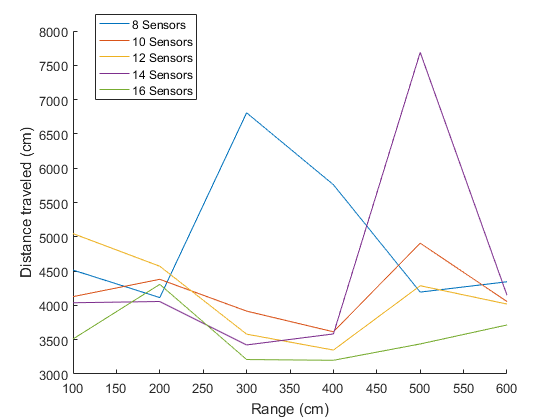 8 Sensors
10 Sensors
12 Sensors
14 Sensors
16 Sensors
8000
7500
7000
6500
6000
5500
5000
4500
4000
3500
3000
Distance traveled (cm)
100 150 200 250 300 350 400 450 500 550 600
Range (cm)